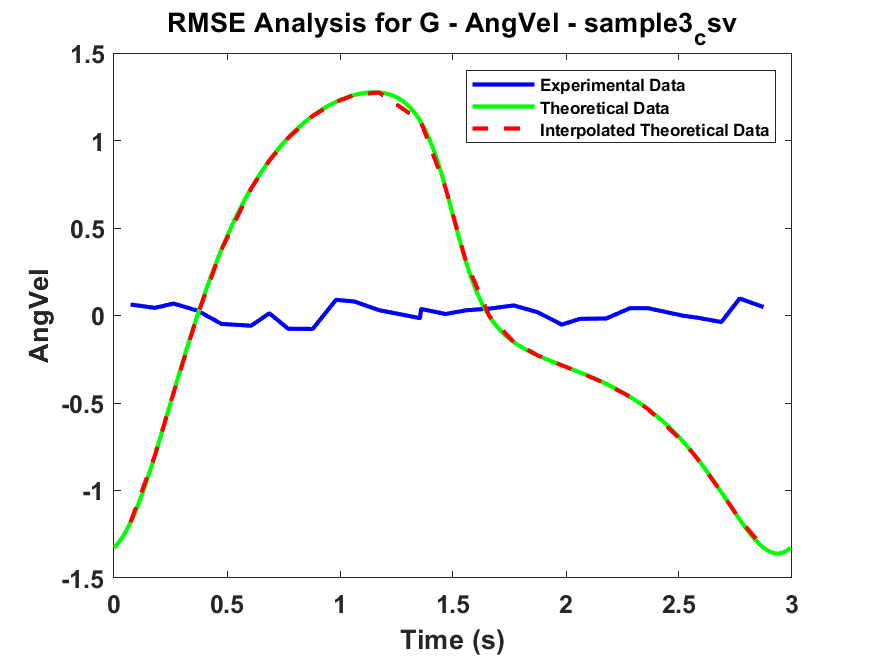 RMSE Analysis for G - AngVel - sample3_csv
1.5
1
0.5
0
-0.5
-1
-1.5
AngVel
Experimental Data
Theoretical Data
Interpolated Theoretical Data
0 0.5 1 1.5 2 2.5 3
Time (s)